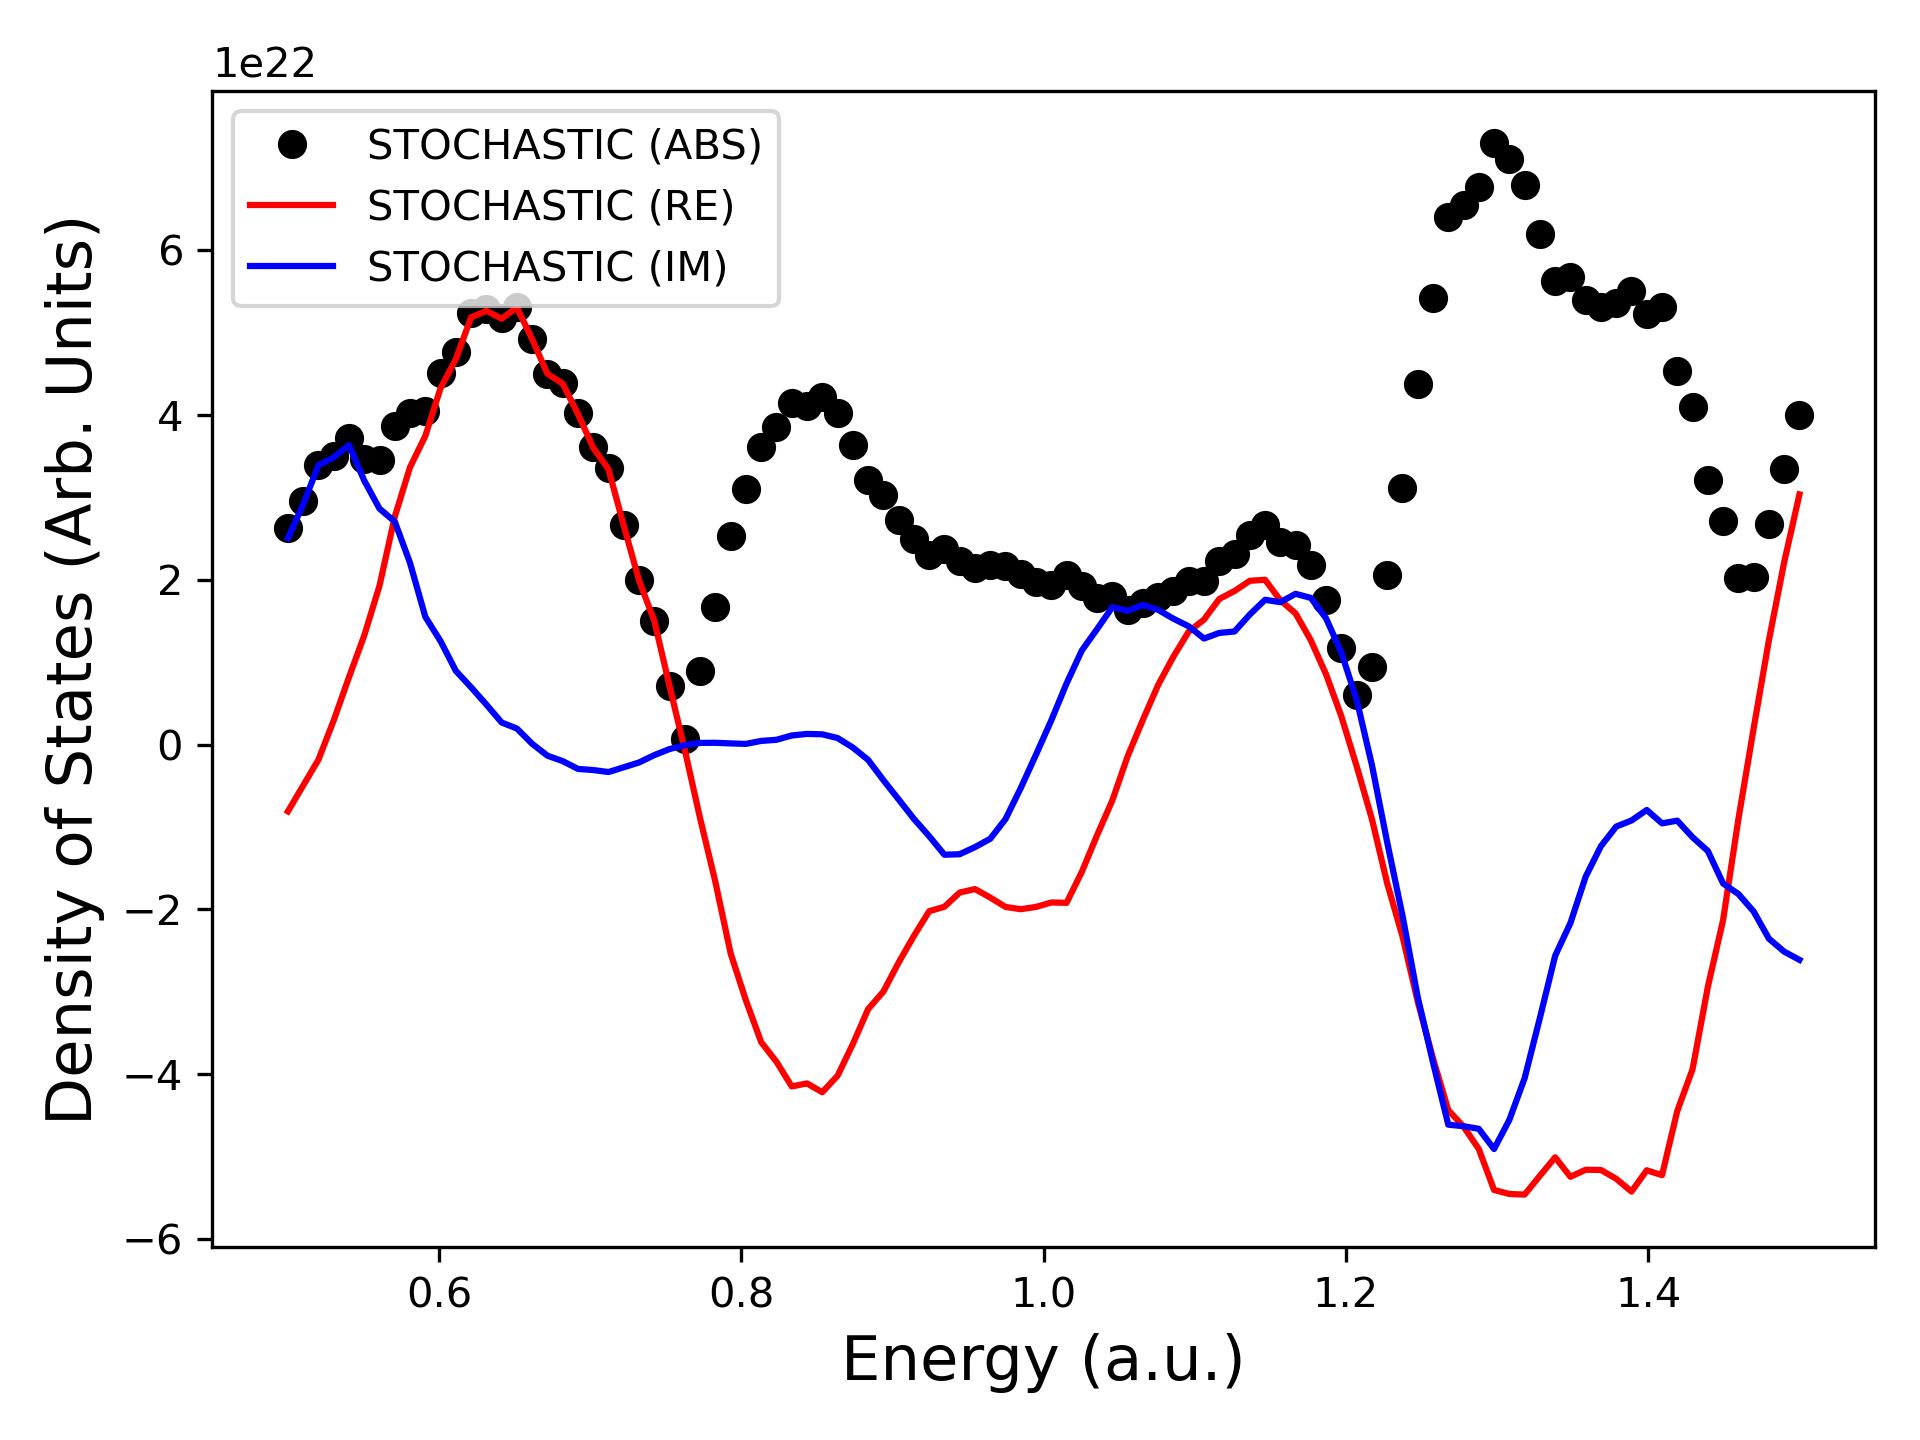 1e22
STOCHASTIC (ABS)
STOCHASTIC (RE)
STOCHASTIC (IM)
Density of States (Arb. Units)
6
4
2
0
−2
−4
−6
0.6 0.8 1.0 1.2 1.4
Energy (a.u.)